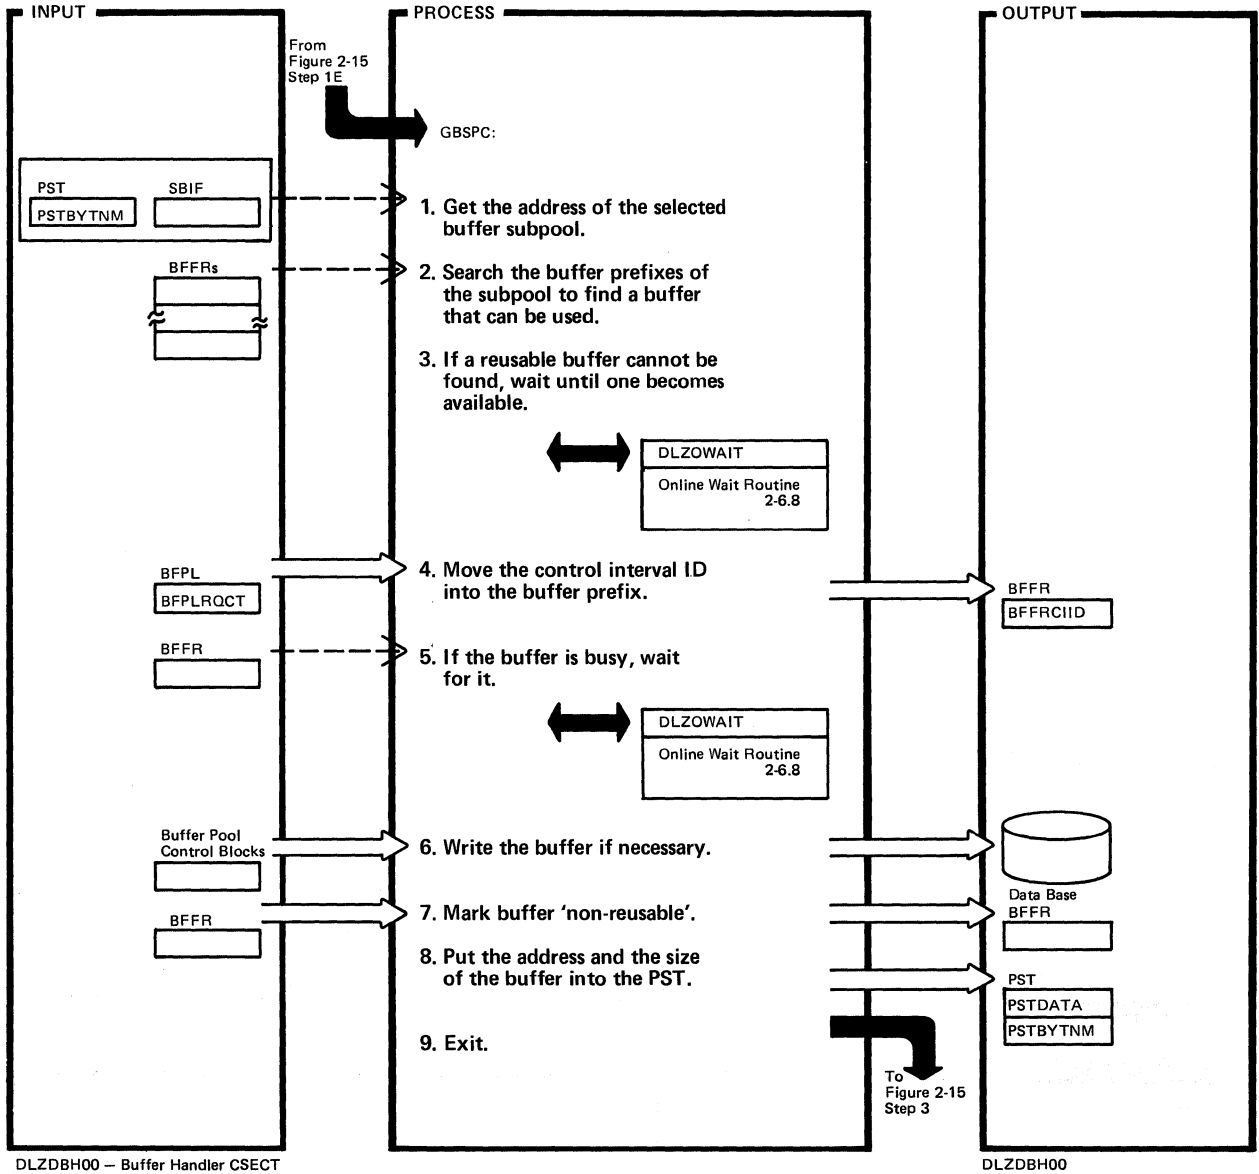 INPUT
PROCESS
OUTPUT
From
Figure 2-15
Step 1E
GBSPC:
PST
SBIF
PSTBYTNM
1. Get the address of the selected
buffer subpool.
BFFRs
2. Search the buffer prefixes of
the subpool to find a buffer
that can be used.
3. If a reusable buffer cannot be
found, wait until one becomes
available.
DLZOWAIT
Online Wait Routine
2-6.8
BFPL
BFPLRQCT
4. Move the control interval ID
into the buffer prefix.
BFFR
BFFRCIID
BFFR
5. If the buffer is busy, wait
for it.
DLZOWAIT
Online Wait Routine
2-6.8
Buffer Pool
Control Blocks
6. Write the buffer if necessary.
Data Base
BFFR
7. Mark buffer ‘non-reusable’.
BFFR
8. Put the address and the size
of the buffer into the PST.
PST
PSTDATA
PSTBYTNM
9. Exit.
To
Figure 2-15
Step 3
DLZDBH00 – Buffer Handler CSECT
DLZDBH00